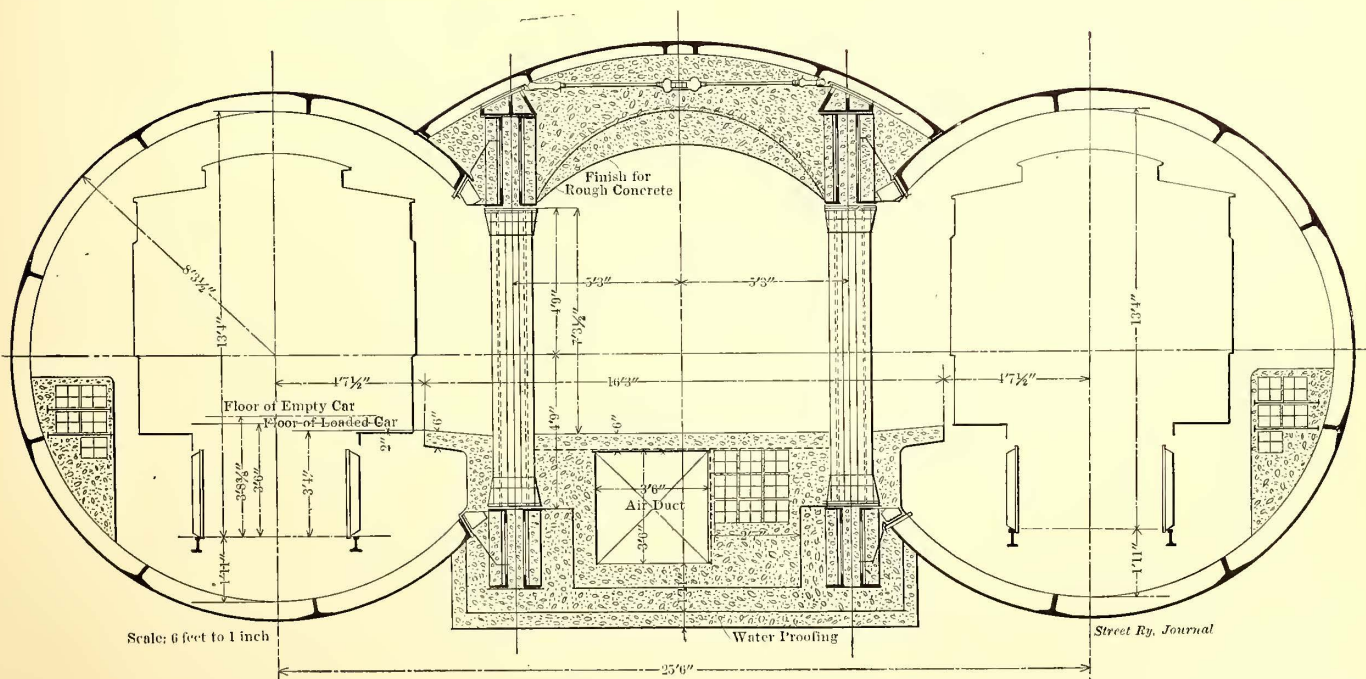 Finish for
Rough Concrete
8'3½"
13'4"
5'3"
5'3"
4'9"
7'3½"
13'4"
4'7½"
16'3"
4'7½"
Floor of Empty Car
Floor of Loaded Car
6"
6"
4'9"
2"
3'8⅜"
3'6"
3'4"
3'6"
Air Duct
3'6"
1'11"
1'11"
Scale: 6 feet to 1 inch
Water Proofing
Street Ry. Journal
25'6"